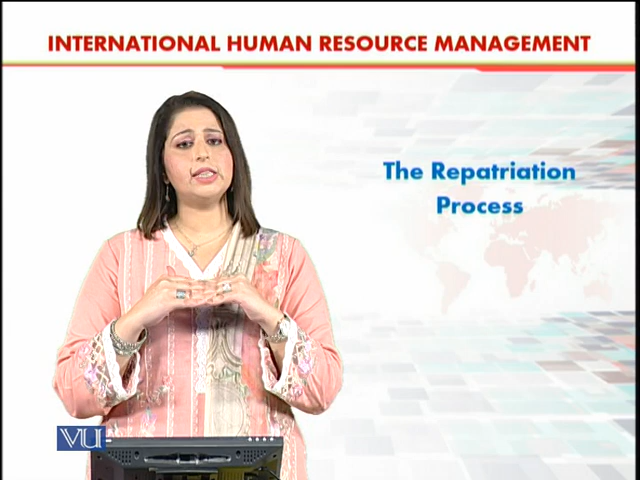 INTERNATIONAL HUMAN RESOURCE MANAGEMENT
The Repatriation
Process
VU